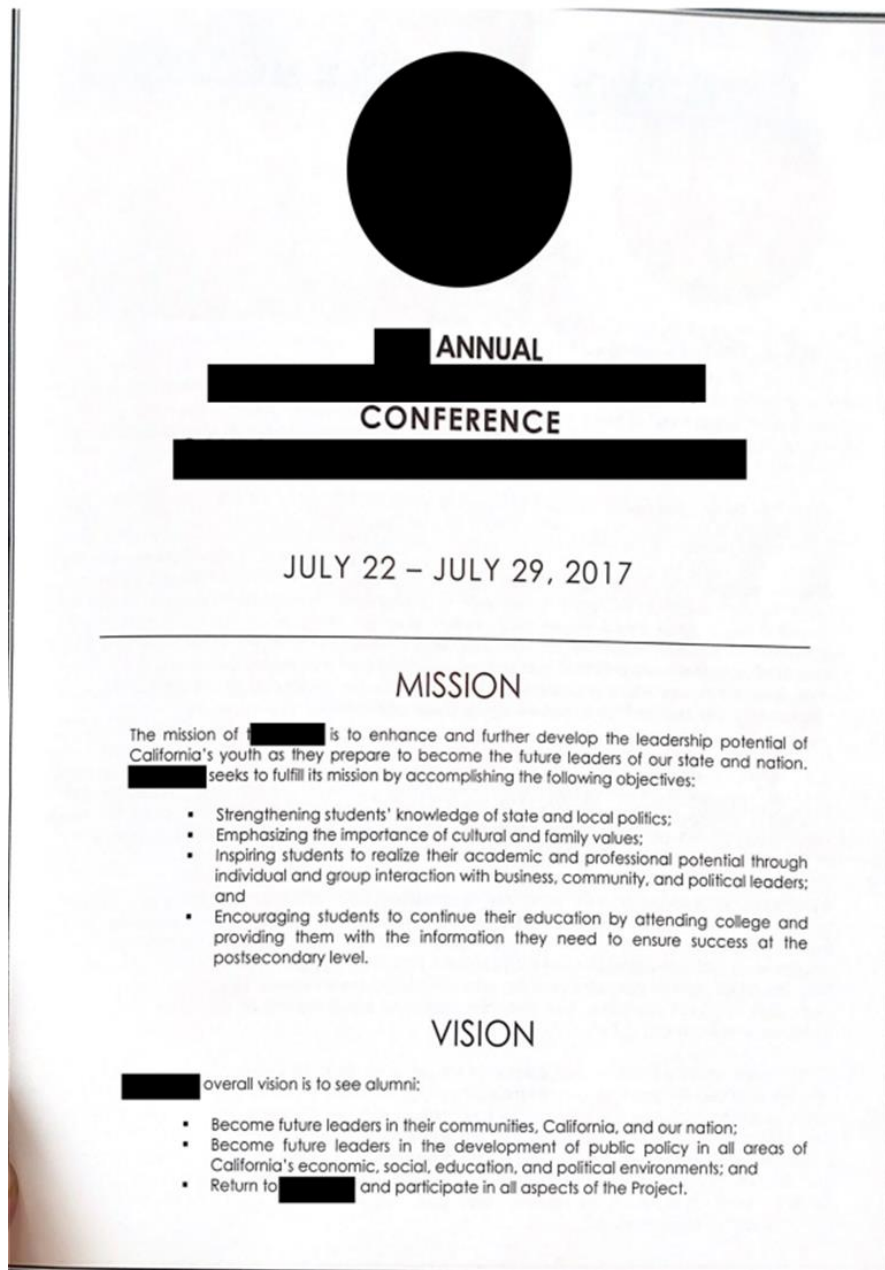 ANNUAL
CONFERENCE
JULY 22 – JULY 29, 2017
MISSION
The mission of t is to enhance and further develop the leadership potential of
California's youth as they prepare to become the future leaders of our state and nation.
seeks to fulfill its mission by accomplishing the following objectives:
▪ Strengthening students' knowledge of state and local politics;
▪ Emphasizing the importance of cultural and family values;
▪ Inspiring students to realize their academic and professional potential through
individual and group interaction with business, community, and political leaders;
and
▪ Encouraging students to continue their education by attending college and
providing them with the information they need to ensure success at the
postsecondary level.
VISION
overall vision is to see alumni:
▪ Become future leaders in their communities, California, and our nation;
▪ Become future leaders in the development of public policy in all areas of
California's economic, social, education, and political environments; and
▪ Return to and participate in all aspects of the Project.